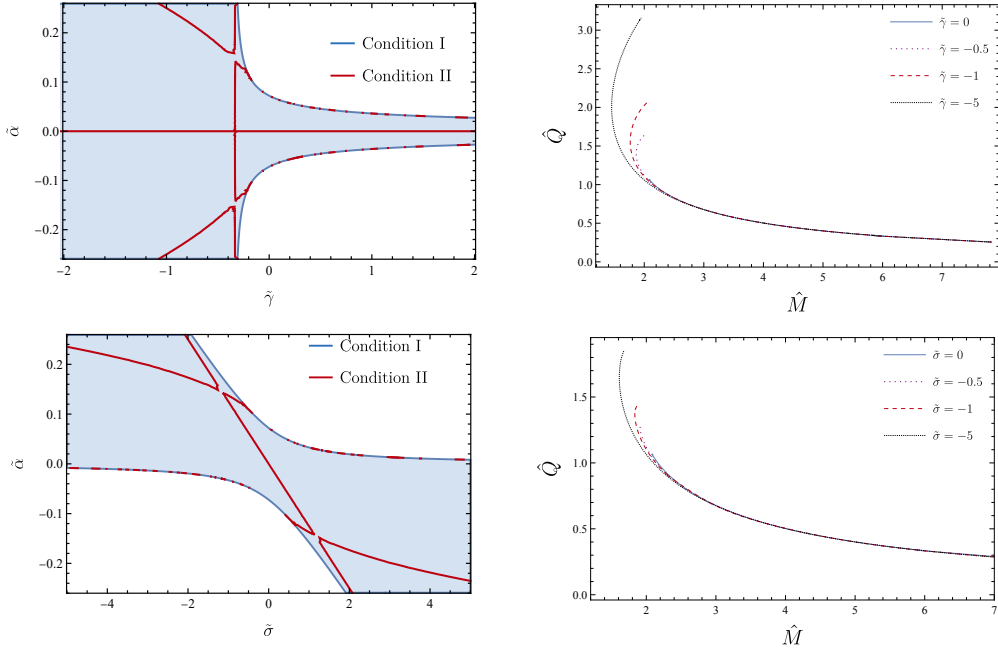 0.2
0.1
0.0
-0.1
-0.2
α̃
-2
-1
0
1
2
γ̃
Condition I
Condition II
3.0
2.5
2.0
1.5
1.0
0.5
0.0
Q̂
2
3
4
5
6
7
M̂
γ̃ = 0
γ̃ = −0.5
γ̃ = −1
γ̃ = −5
0.2
0.1
0.0
-0.1
-0.2
α̃
-4
-2
0
2
4
σ̃
Condition I
Condition II
1.5
1.0
0.5
0.0
Q̂
2
3
4
5
6
7
M̂
σ̃ = 0
σ̃ = −0.5
σ̃ = −1
σ̃ = −5